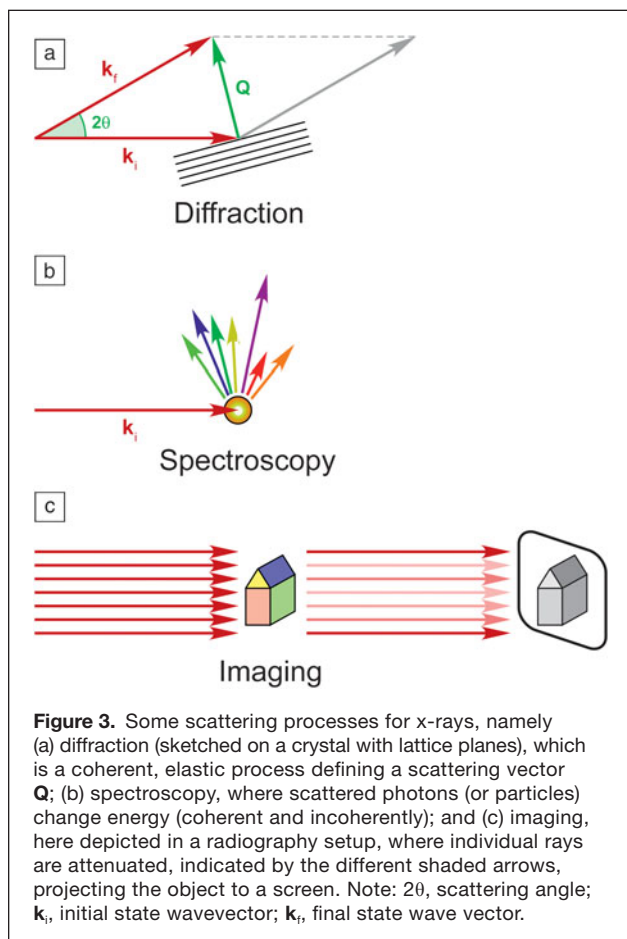 a
k_f
Q
2θ
k_i
Diffraction
b
k_i
Spectroscopy
c
Imaging
Figure 3. Some scattering processes for x-rays, namely
(a) diffraction (sketched on a crystal with lattice planes), which
is a coherent, elastic process defining a scattering vector
Q; (b) spectroscopy, where scattered photons (or particles)
change energy (coherent and incoherently); and (c) imaging,
here depicted in a radiography setup, where individual rays
are attenuated, indicated by the different shaded arrows,
projecting the object to a screen. Note: 2θ, scattering angle;
k_i, initial state wavevector; k_f, final state wave vector.